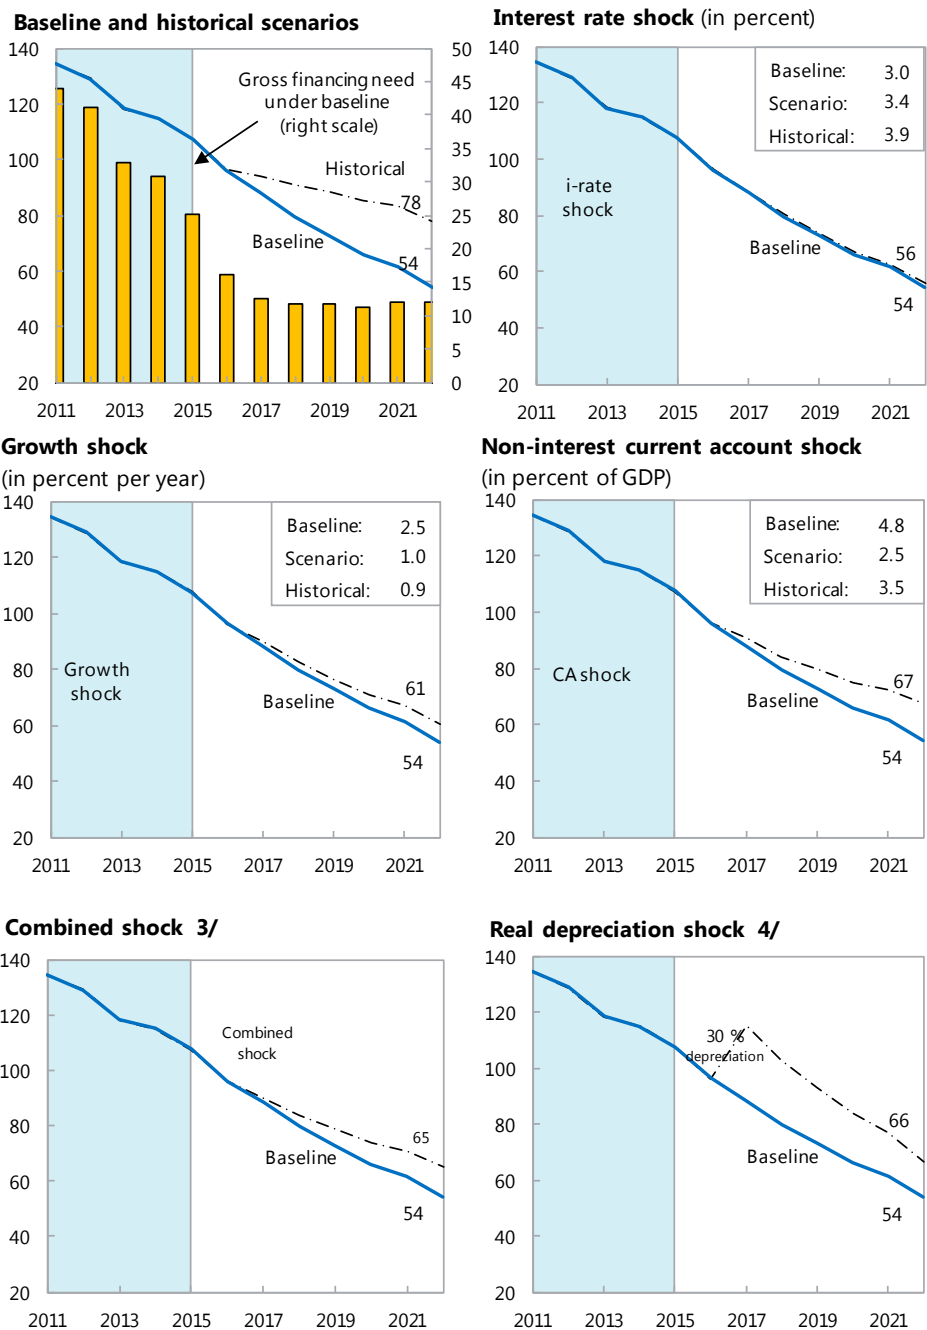 Baseline and historical scenarios
140
120
100
80
60
40
20
50
45
40
35
30
25
20
15
10
5
0
Gross financing need
under baseline
(right scale)
Historical
78
Baseline
54
2011 2013 2015 2017 2019 2021
Interest rate shock (in percent)
140
120
100
80
60
40
20
Baseline: 3.0
Scenario: 3.4
Historical: 3.9
i-rate
shock
Baseline
56
54
2011 2013 2015 2017 2019 2021
Growth shock
(in percent per year)
140
120
100
80
60
40
20
Baseline: 2.5
Scenario: 1.0
Historical: 0.9
Growth
shock
61
Baseline
54
2011 2013 2015 2017 2019 2021
Non-interest current account shock
(in percent of GDP)
140
120
100
80
60
40
20
Baseline: 4.8
Scenario: 2.5
Historical: 3.5
CA shock
67
Baseline
54
2011 2013 2015 2017 2019 2021
Combined shock 3/
140
120
100
80
60
40
20
Combined
shock
65
Baseline
54
2011 2013 2015 2017 2019 2021
Real depreciation shock 4/
140
120
100
80
60
40
20
30 %
depreciation
66
Baseline
54
2011 2013 2015 2017 2019 2021